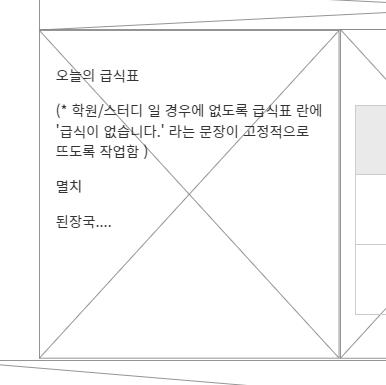 오늘의 급식표
(* 학원/스터디 일 경우에 없도록 급식표 란에
'급식이 없습니다.' 라는 문장이 고정적으로
뜨도록 작업함 )
멸치
된장국....